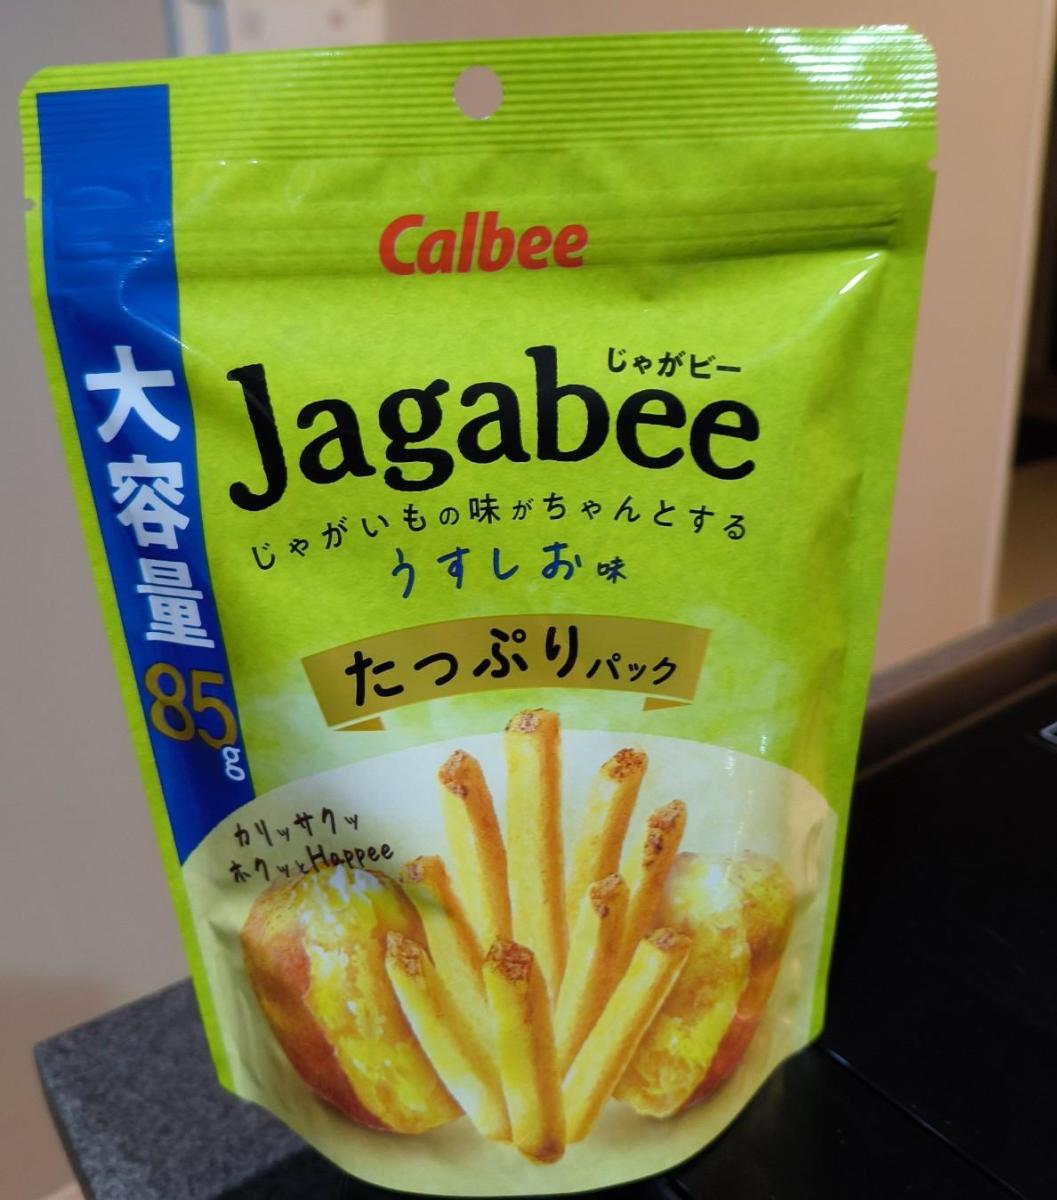 Calbee
じゃがビー
Jagabee
じゃがいもの味がちゃんとする
うすしお味
たっぷりパック
大容量
85g
カリッサクッ
ホクッとHappee